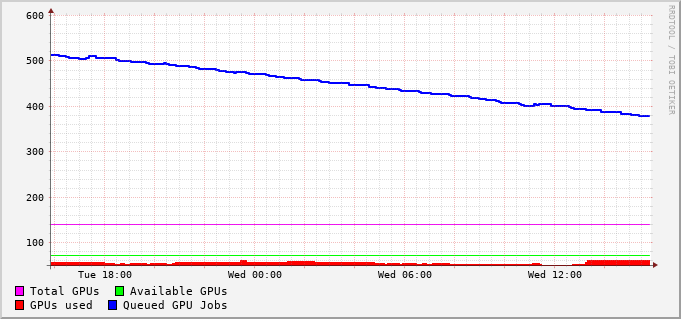 600
500
400
300
200
100
Tue 18:00 Wed 00:00 Wed 06:00 Wed 12:00
Total GPUs Available GPUs
GPUs used Queued GPU Jobs
RRDTOOL / TOBI OETIKER